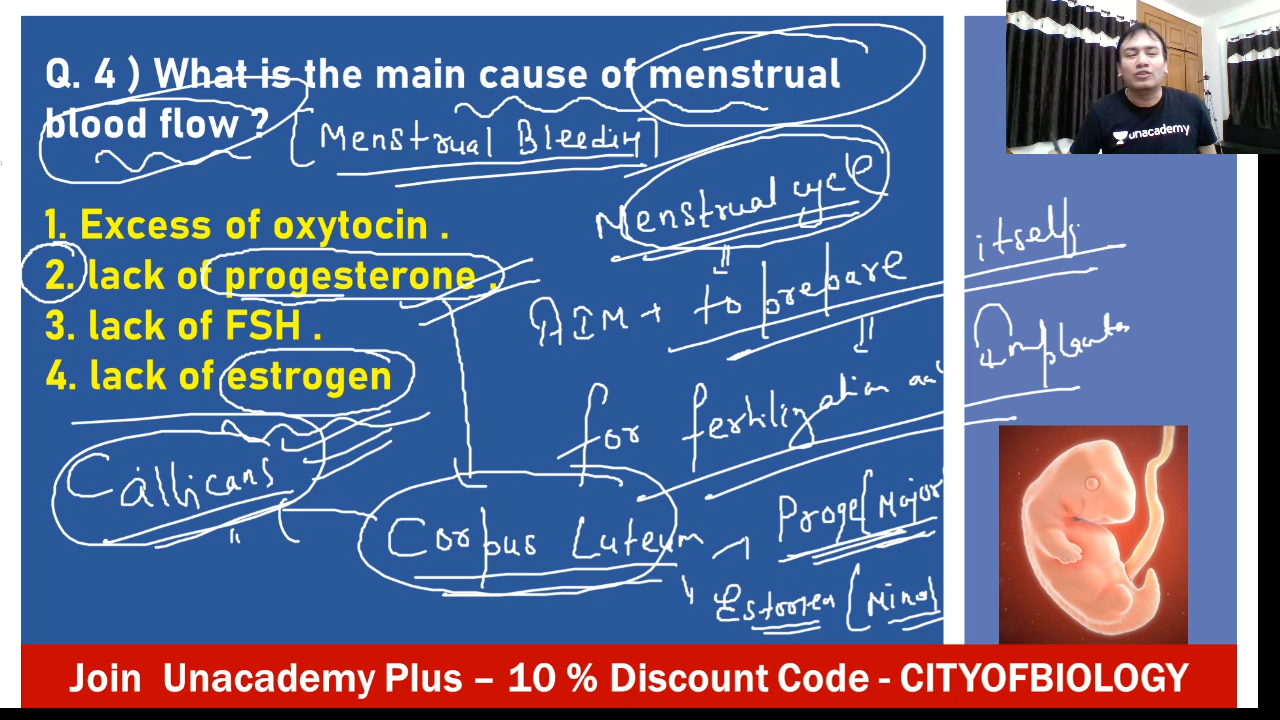 Q. 4 ) What is the main cause of menstrual
blood flow ?
[Menstrual Bleeding]
unacademy
1. Excess of oxytocin .
2. lack of progesterone .
3. lack of FSH .
4. lack of estrogen
Menstrual cycle
AIM → to prepare itself
for fertilization
Callicans
Corpus Luteum
Proge[Major
Estrogen [Mino
Join Unacademy Plus – 10 % Discount Code - CITYOFBIOLOGY